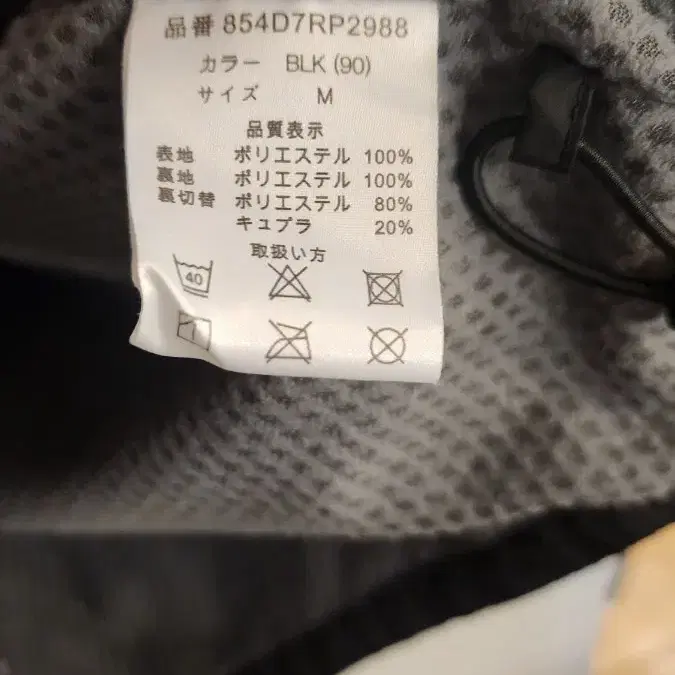 品番 854D7RP2988
カラー BLK (90)
サイズ M
品質表示
表地 ポリエステル 100%
裏地 ポリエステル 100%
裏切替 ポリエステル 80%
キュプラ 20%
取扱い方
40